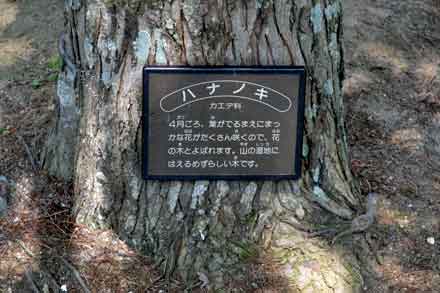 ハナノキ
カエデ科
4月ごろ、葉がでるまえにまっ
かな花がたくさん咲くので、花
の木とよばれます。山の湿地に
はえるめずらしい木です。